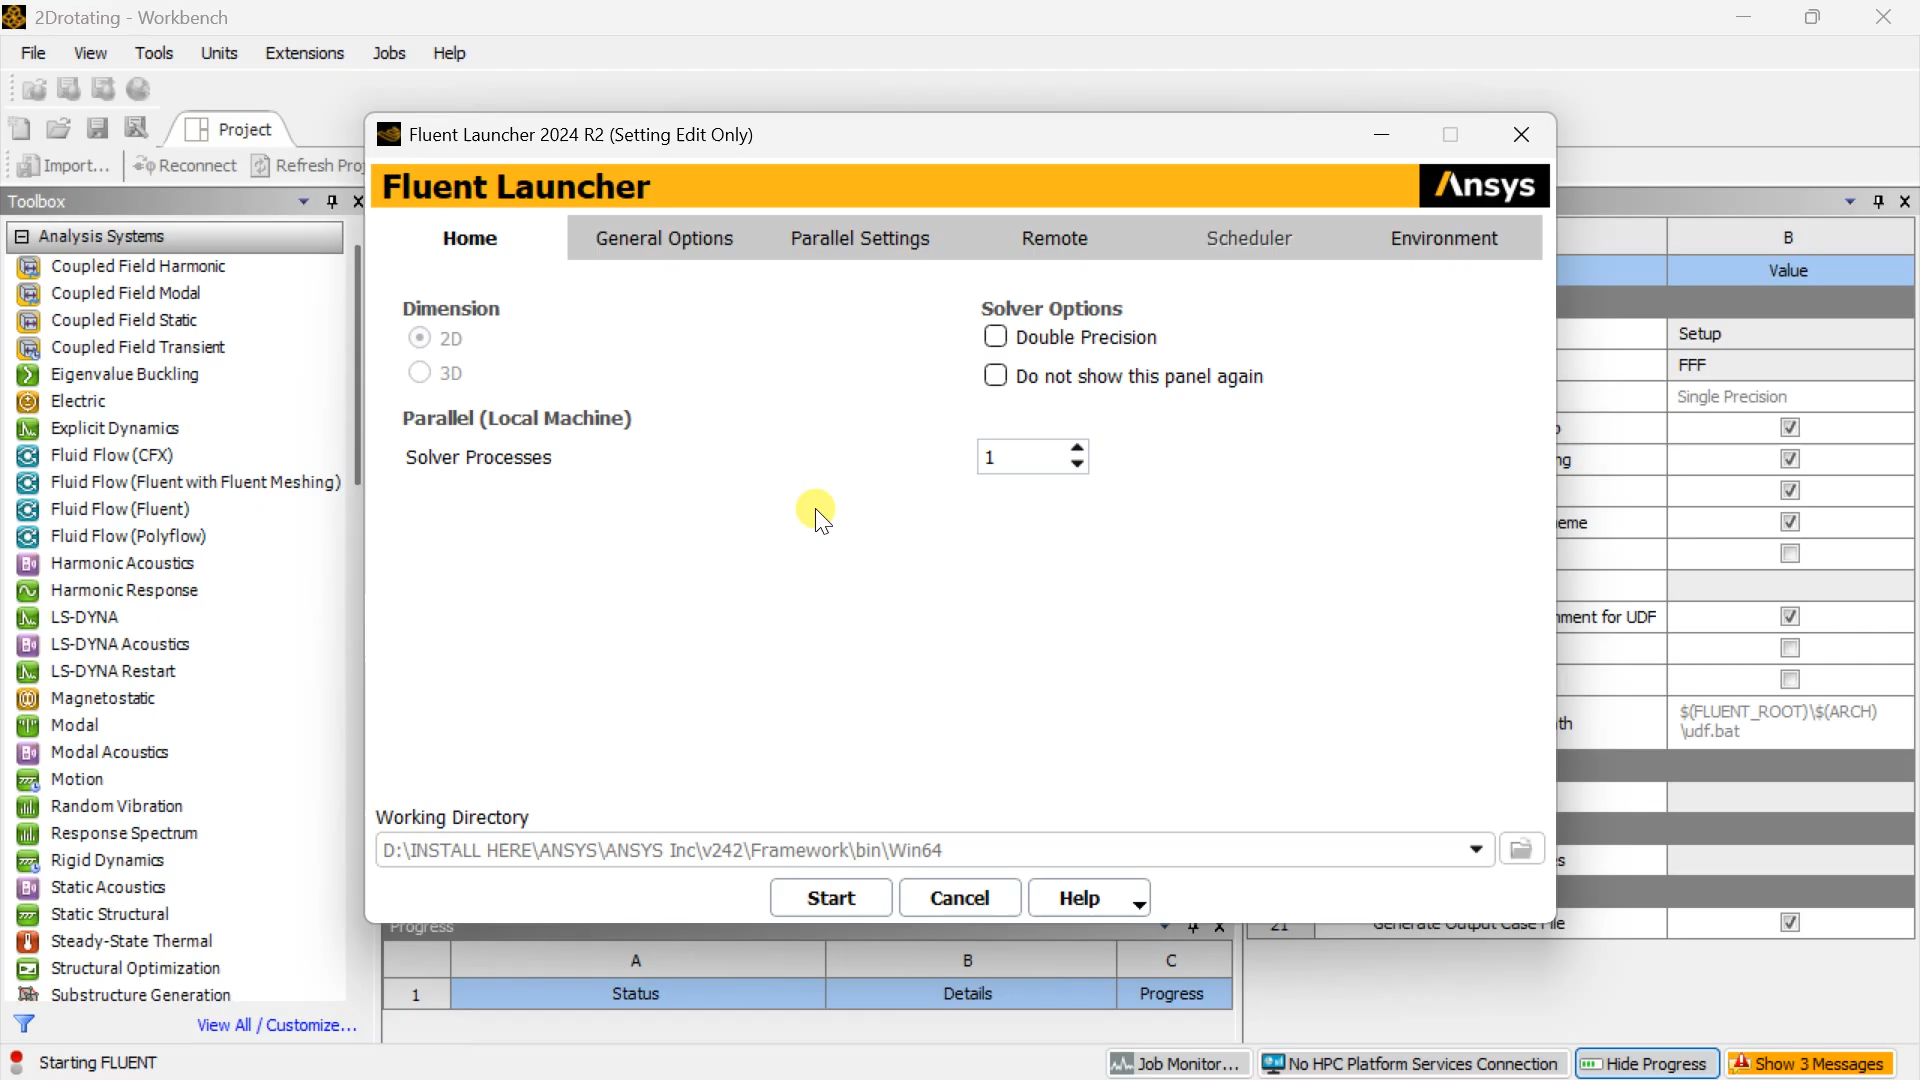 2Drotating - Workbench
File View Tools Units Extensions Jobs Help
Project
Import... Reconnect Refresh Pro
Toolbox
Analysis Systems
Coupled Field Harmonic
Coupled Field Modal
Coupled Field Static
Coupled Field Transient
Eigenvalue Buckling
Electric
Explicit Dynamics
Fluid Flow (CFX)
Fluid Flow (Fluent with Fluent Meshing)
Fluid Flow (Fluent)
Fluid Flow (Polyflow)
Harmonic Acoustics
Harmonic Response
LS-DYNA
LS-DYNA Acoustics
LS-DYNA Restart
Magnetostatic
Modal
Modal Acoustics
Motion
Random Vibration
Response Spectrum
Rigid Dynamics
Static Acoustics
Static Structural
Steady-State Thermal
Structural Optimization
Substructure Generation
View All / Customize...
Fluent Launcher 2024 R2 (Setting Edit Only)
Fluent Launcher
Ansys
Home General Options Parallel Settings Remote Scheduler Environment
Dimension
2D
3D
Solver Options
Double Precision
Do not show this panel again
Parallel (Local Machine)
Solver Processes 1
Working Directory
D:\INSTALL HERE\ANSYS\ANSYS Inc\v242\Framework\bin\Win64
Start Cancel Help
B
Value
Setup
FFF
Single Precision
ng
eme
nment for UDF
th $(FLUENT_ROOT)\$(ARCH)
\udf.bat
s
21 Generate Output Case File
Progress
A B C
1 Status Details Progress
Starting FLUENT
Job Monitor... No HPC Platform Services Connection Hide Progress Show 3 Messages